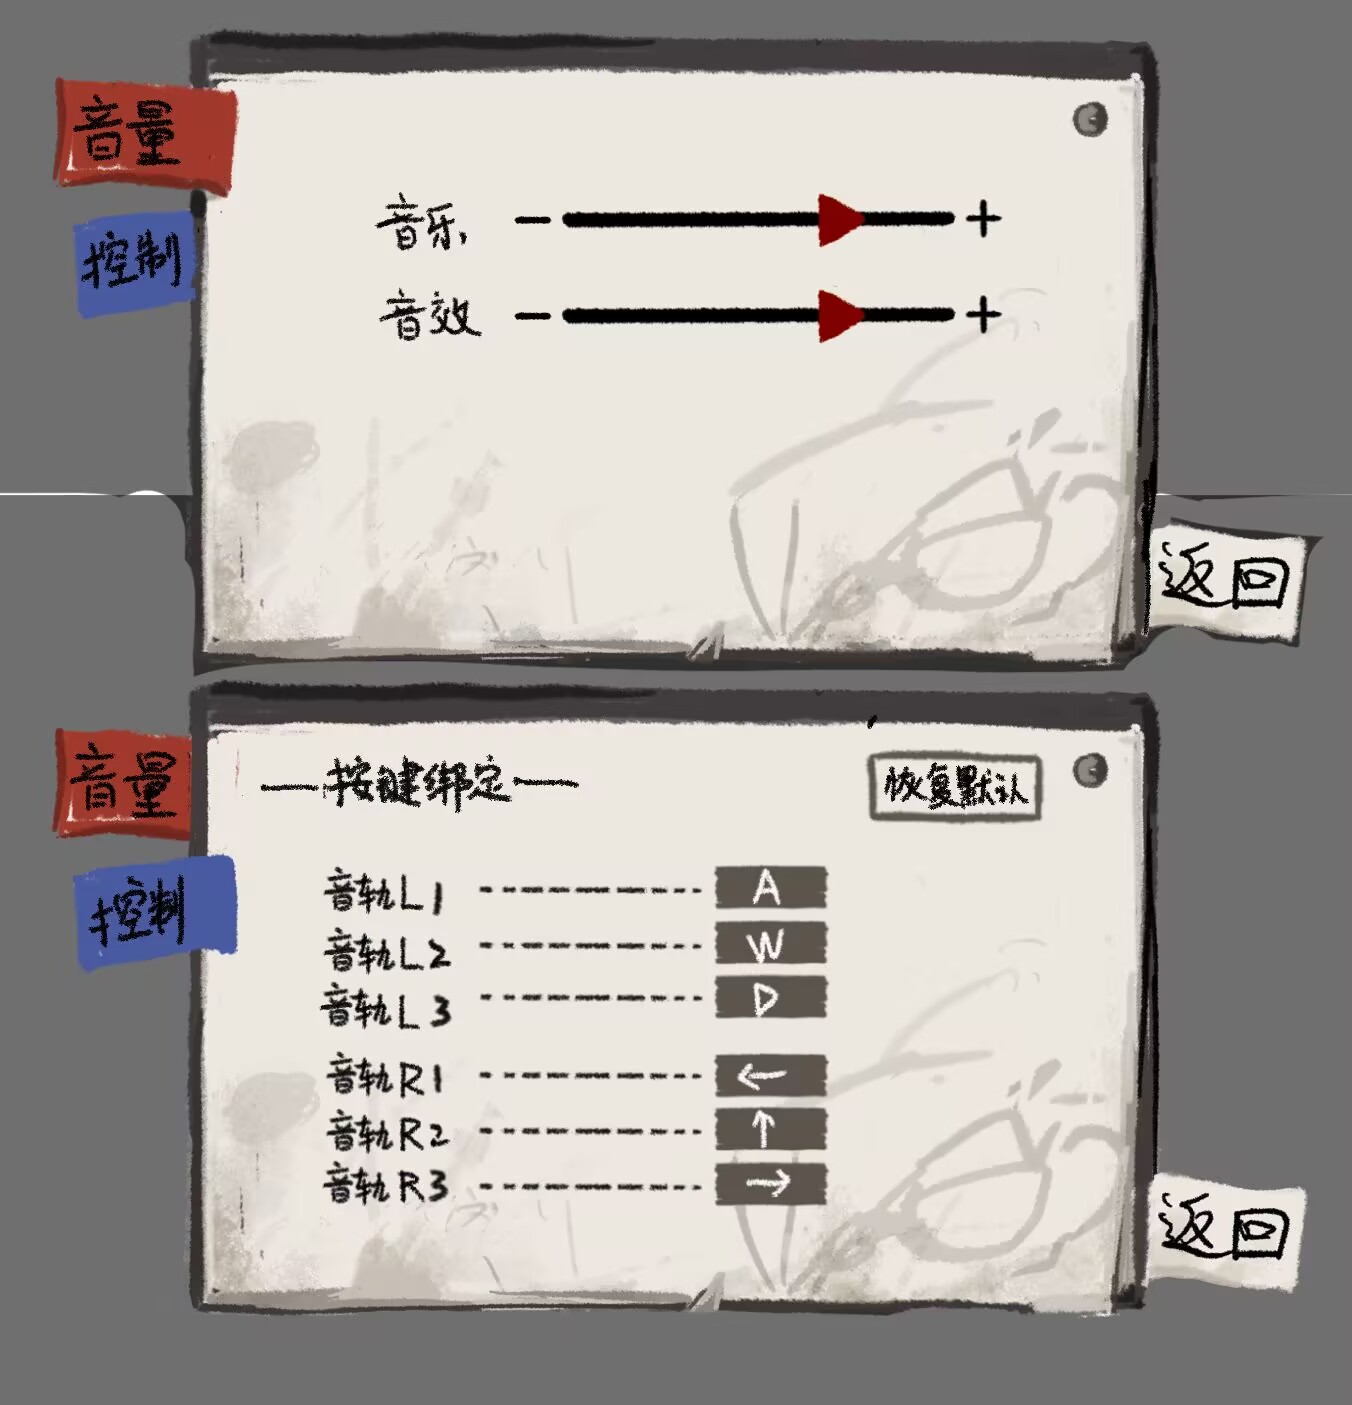 音量
控制
音乐 - +
音效 - +
返回
音量
控制
—按键绑定— 恢复默认
音轨L1 --------- A
音轨L2 --------- W
音轨L3 --------- D
音轨R1 --------- ←
音轨R2 --------- ↑
音轨R3 --------- →
返回